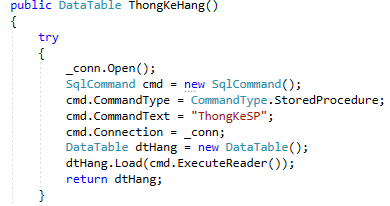 public DataTable ThongKeHang()
{
try
{
_conn.Open();
SqlCommand cmd = new SqlCommand();
cmd.CommandType = CommandType.StoredProcedure;
cmd.CommandText = "ThongKeSP";
cmd.Connection = _conn;
DataTable dtHang = new DataTable();
dtHang.Load(cmd.ExecuteReader());
return dtHang;
}